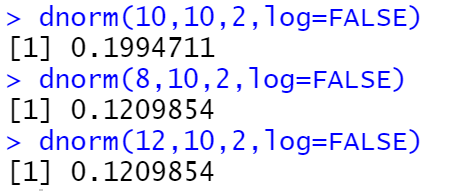 > dnorm(10,10,2,log=FALSE)
[1] 0.1994711
> dnorm(8,10,2,log=FALSE)
[1] 0.1209854
> dnorm(12,10,2,log=FALSE)
[1] 0.1209854